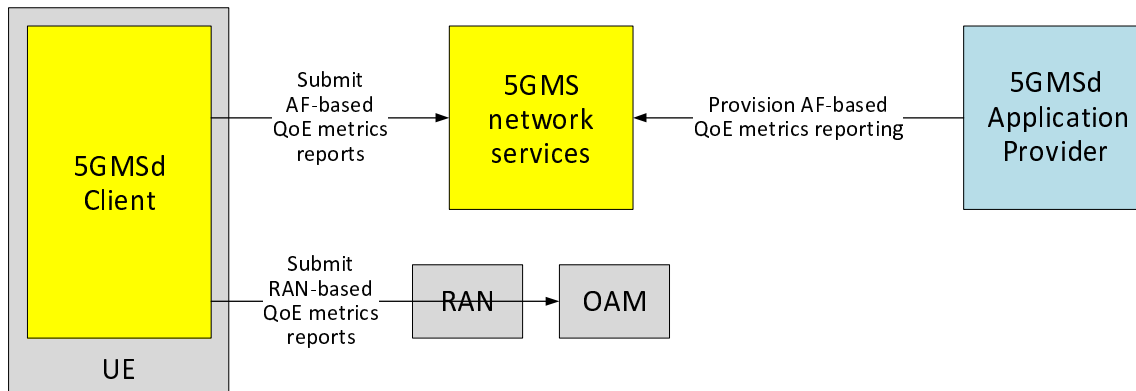 5GMSd
Client
UE
Submit
AF-based
QoE metrics
reports
5GMS
network
services
Provision AF-based
QoE metrics reporting
5GMSd
Application
Provider
Submit
RAN-based
QoE metrics
reports
RAN
OAM